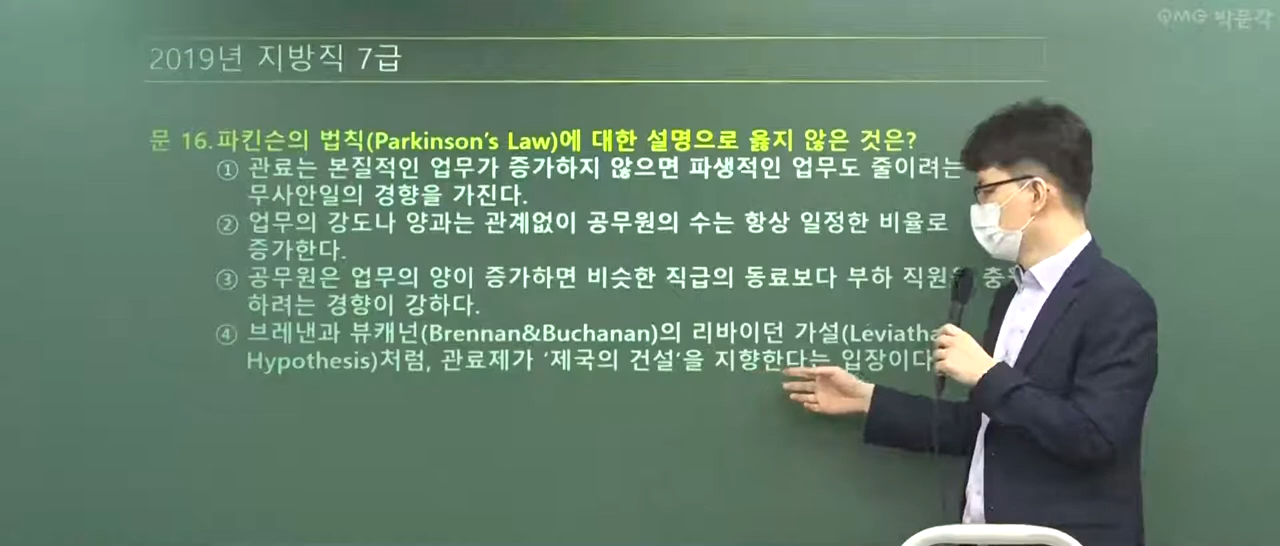 QMG 박문각
2019년 지방직 7급
문 16. 파킨슨의 법칙(Parkinson's Law)에 대한 설명으로 옳지 않은 것은?
① 관료는 본질적인 업무가 증가하지 않으면 파생적인 업무도 줄이려는
무사안일의 경향을 가진다.
② 업무의 강도나 양과는 관계없이 공무원의 수는 항상 일정한 비율로
증가한다.
③ 공무원은 업무의 양이 증가하면 비슷한 직급의 동료보다 부하 직원
하려는 경향이 강하다.
④ 브레낸과 뷰캐넌(Brennan&Buchanan)의 리바이던 가설(Leviatha
Hypothesis)처럼, 관료제가 '제국의 건설'을 지향한다는 입장이다